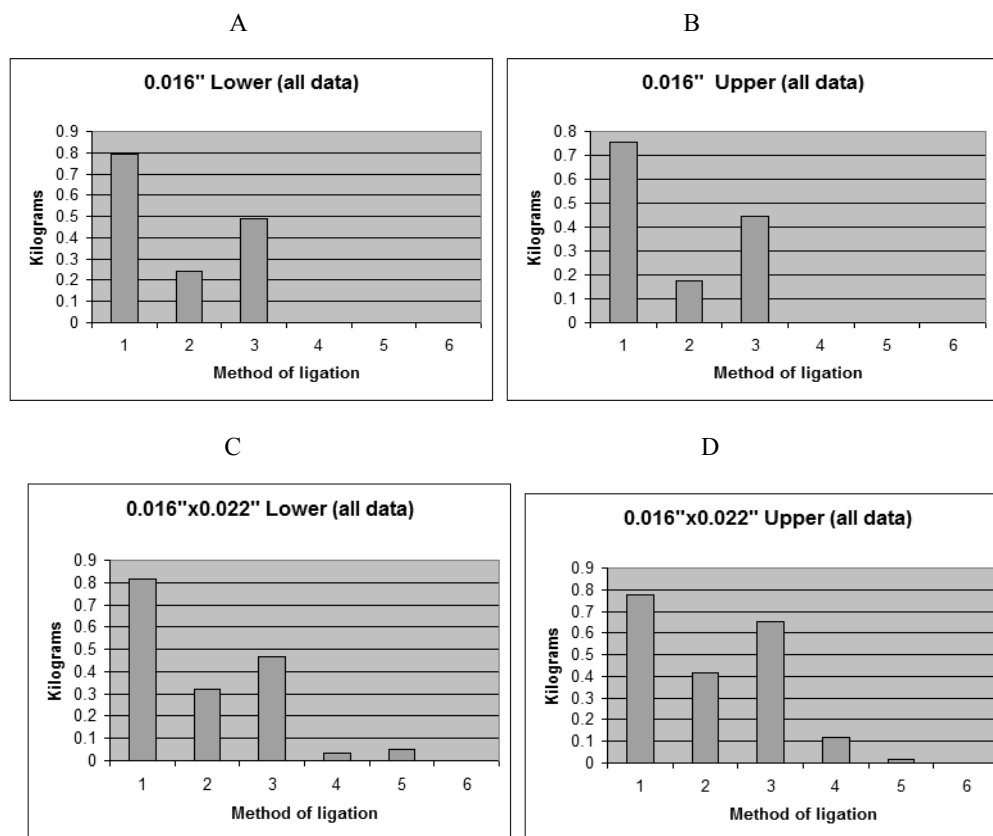 A
0.016" Lower (all data)
Kilograms
0.9
0.8
0.7
0.6
0.5
0.4
0.3
0.2
0.1
0
1 2 3 4 5 6
Method of ligation
B
0.016" Upper (all data)
Kilograms
0.8
0.7
0.6
0.5
0.4
0.3
0.2
0.1
0
1 2 3 4 5 6
Method of ligation
C
0.016"x0.022" Lower (all data)
Kilograms
0.9
0.8
0.7
0.6
0.5
0.4
0.3
0.2
0.1
0
1 2 3 4 5 6
Method of ligation
D
0.016"x0.022" Upper (all data)
Kilograms
0.9
0.8
0.7
0.6
0.5
0.4
0.3
0.2
0.1
0
1 2 3 4 5 6
Method of ligation